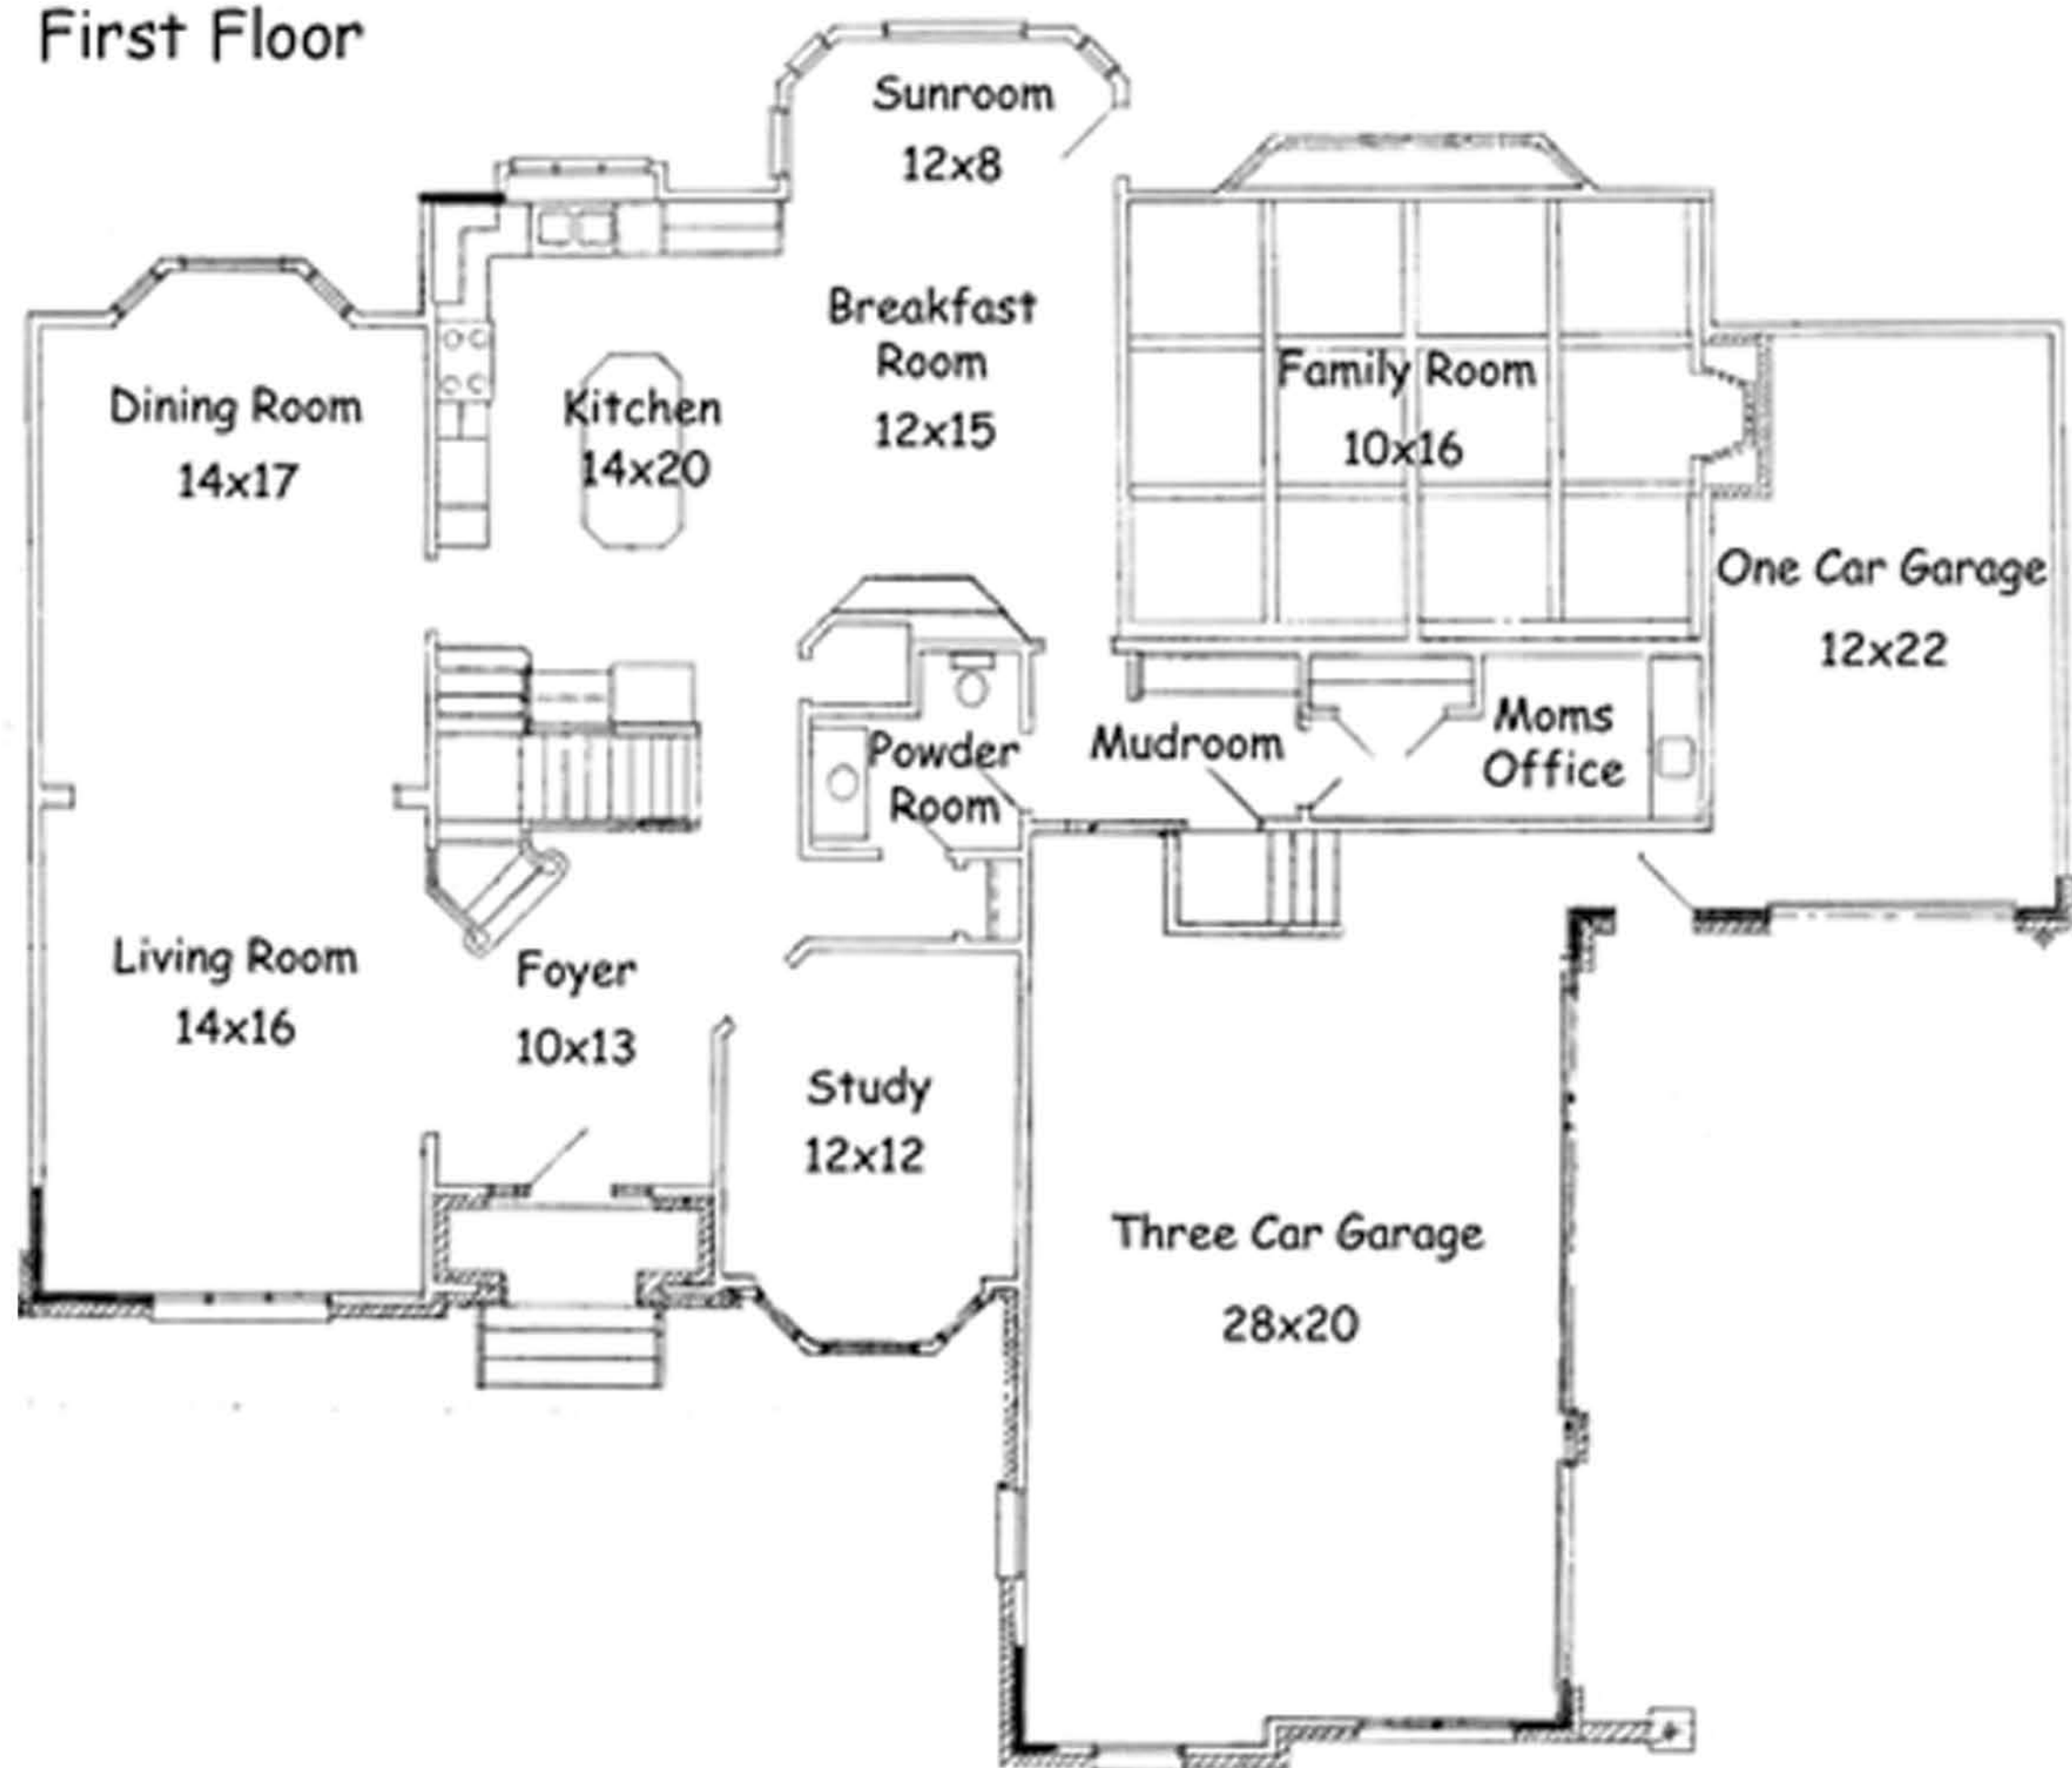 First Floor
Sunroom
12x8
Breakfast
Room
12x15
Family Room
10x16
Dining Room
14x17
Kitchen
14x20
One Car Garage
12x22
Powder
Room
Mudroom
Moms
Office
Living Room
14x16
Foyer
10x13
Study
12x12
Three Car Garage
28x20